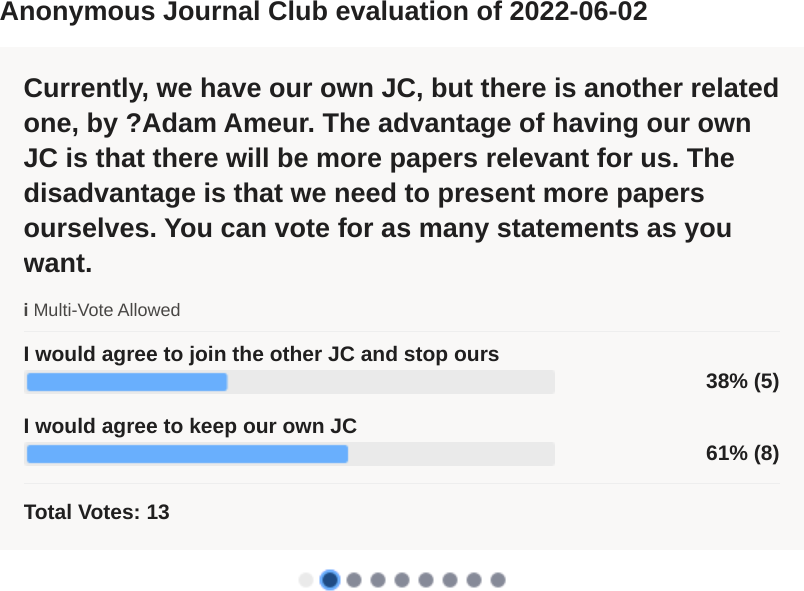 Anonymous Journal Club evaluation of 2022-06-02
Currently, we have our own JC, but there is another related
one, by ?Adam Ameur. The advantage of having our own
JC is that there will be more papers relevant for us. The
disadvantage is that we need to present more papers
ourselves. You can vote for as many statements as you
want.
i Multi-Vote Allowed
I would agree to join the other JC and stop ours
38% (5)
I would agree to keep our own JC
61% (8)
Total Votes: 13